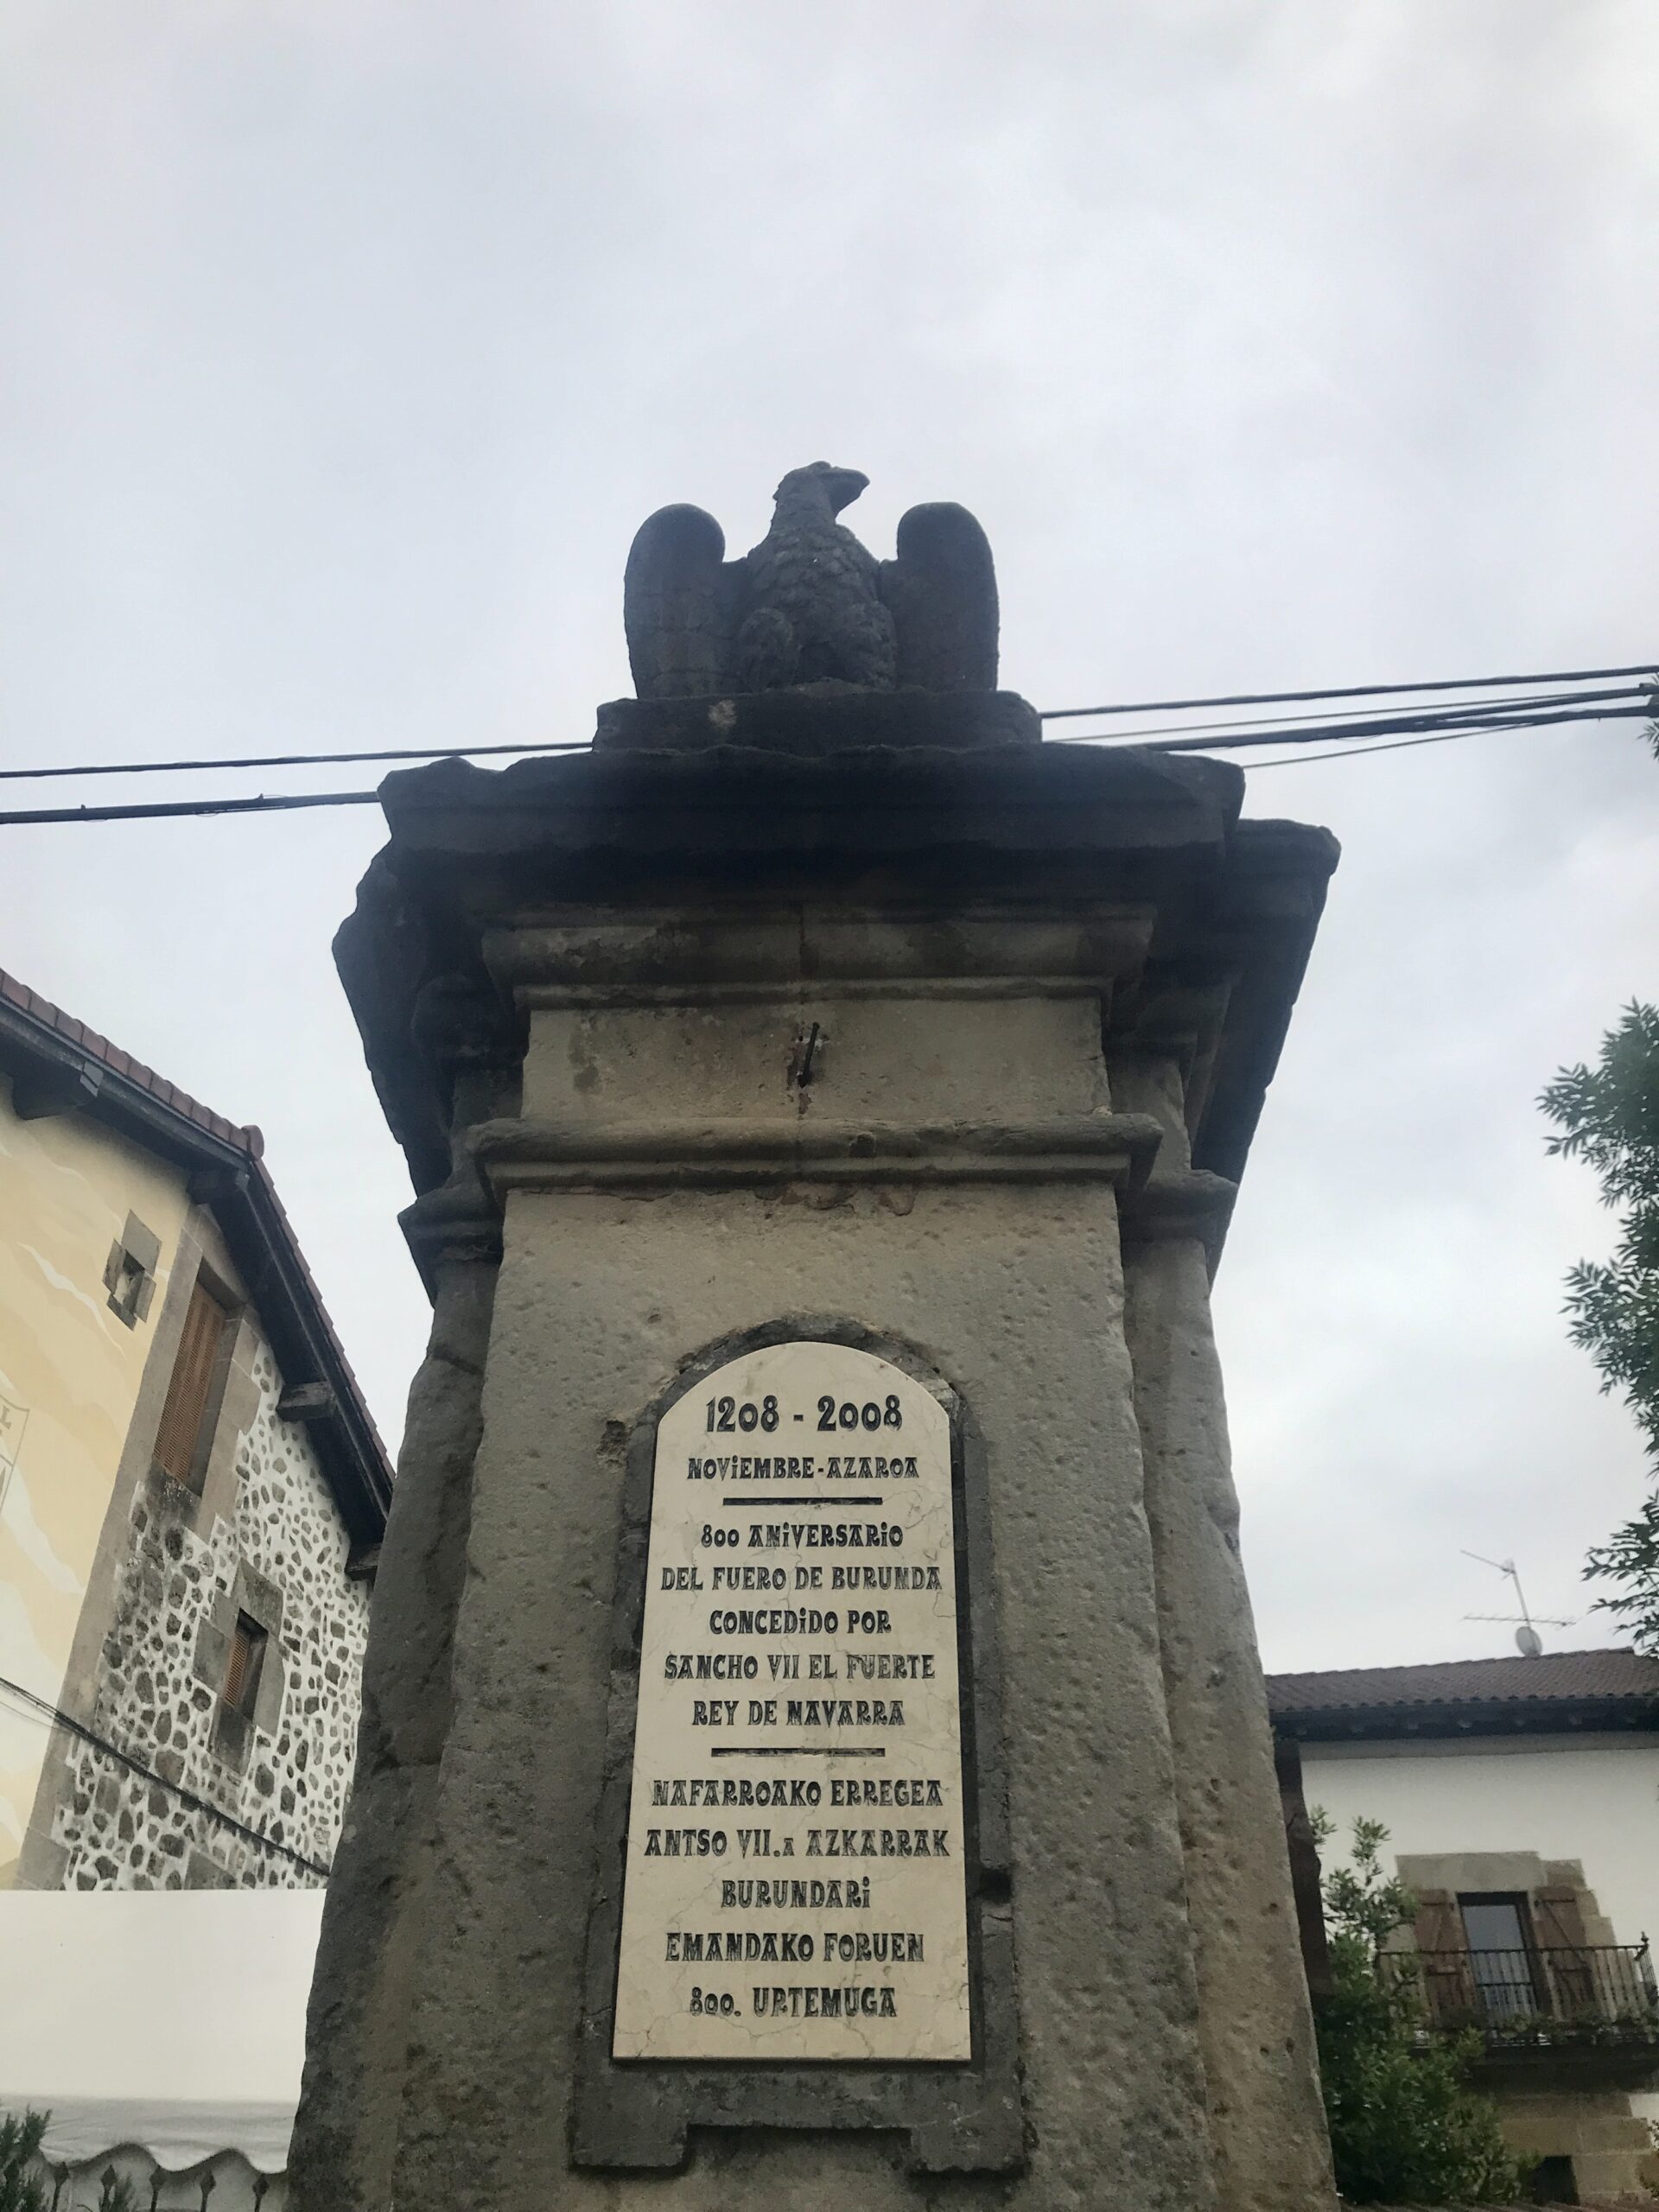 1208 - 2008
NOViEMBRE-AZAROA
800 ANiVERSARiO
DEL FUERO DE BURUNDA
CONCEDiDO POR
SANCHO VII EL FUERTE
REY DE NAVARRA
NAFARROAKO ERREGEA
ANTSO VII.A AZKARRAK
BURUNDARi
EMANDAKO FORUEN
800. URTEMUGA